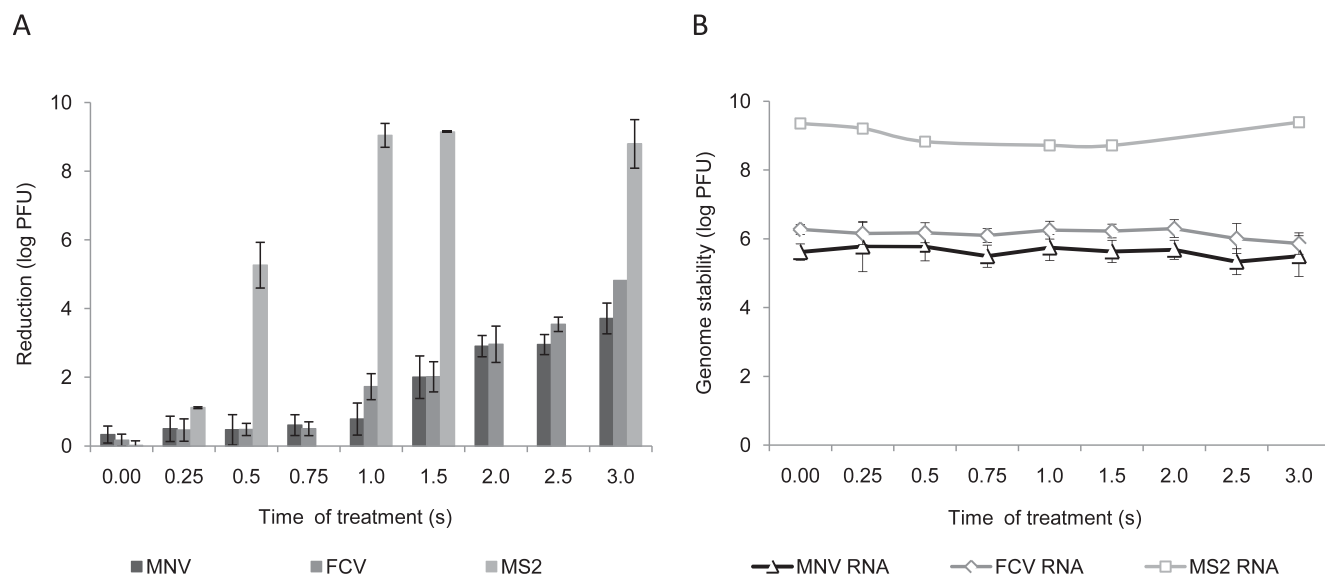 A
Reduction (log PFU)
10
8
6
4
2
0
0.00 0.25 0.5 0.75 1.0 1.5 2.0 2.5 3.0
Time of treatment (s)
MNV FCV MS2
B
Genome stability (log PFU)
10
8
6
4
2
0
0.00 0.25 0.5 0.75 1.0 1.5 2.0 2.5 3.0
Time of treatment (s)
MNV RNA FCV RNA MS2 RNA